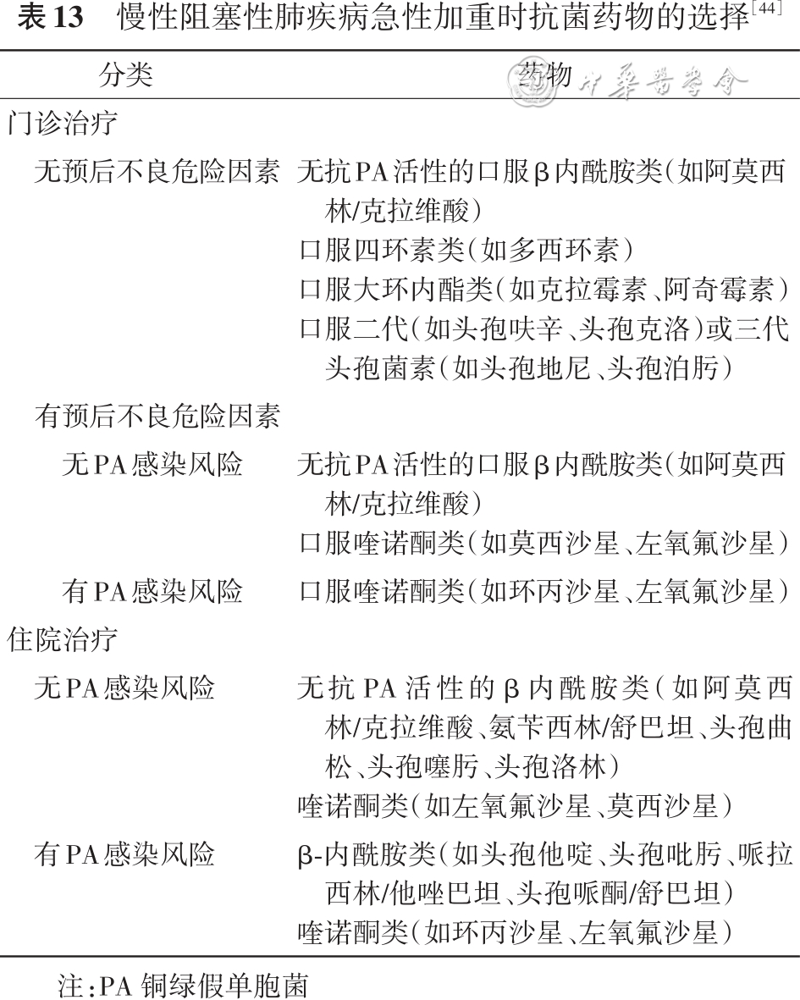 表13 慢性阻塞性肺疾病急性加重时抗菌药物的选择[44]
分类 药物
中华医学会
门诊治疗
无预后不良危险因素 无抗PA活性的口服β内酰胺类(如阿莫西
林/克拉维酸)
口服四环素类(如多西环素)
口服大环内酯类(如克拉霉素、阿奇霉素)
口服二代(如头孢呋辛、头孢克洛)或三代
头孢菌素(如头孢地尼、头孢泊肟)
有预后不良危险因素
无PA感染风险 无抗PA活性的口服β内酰胺类(如阿莫西
林/克拉维酸)
口服喹诺酮类(如莫西沙星、左氧氟沙星)
有PA感染风险 口服喹诺酮类(如环丙沙星、左氧氟沙星)
住院治疗
无PA感染风险 无抗PA活性的β内酰胺类(如阿莫西
林/克拉维酸、氨苄西林/舒巴坦、头孢曲
松、头孢噻肟、头孢洛林)
喹诺酮类(如左氧氟沙星、莫西沙星)
有PA感染风险 β-内酰胺类(如头孢他啶、头孢吡肟、哌拉
西林/他唑巴坦、头孢哌酮/舒巴坦)
喹诺酮类(如环丙沙星、左氧氟沙星)
注:PA 铜绿假单胞菌